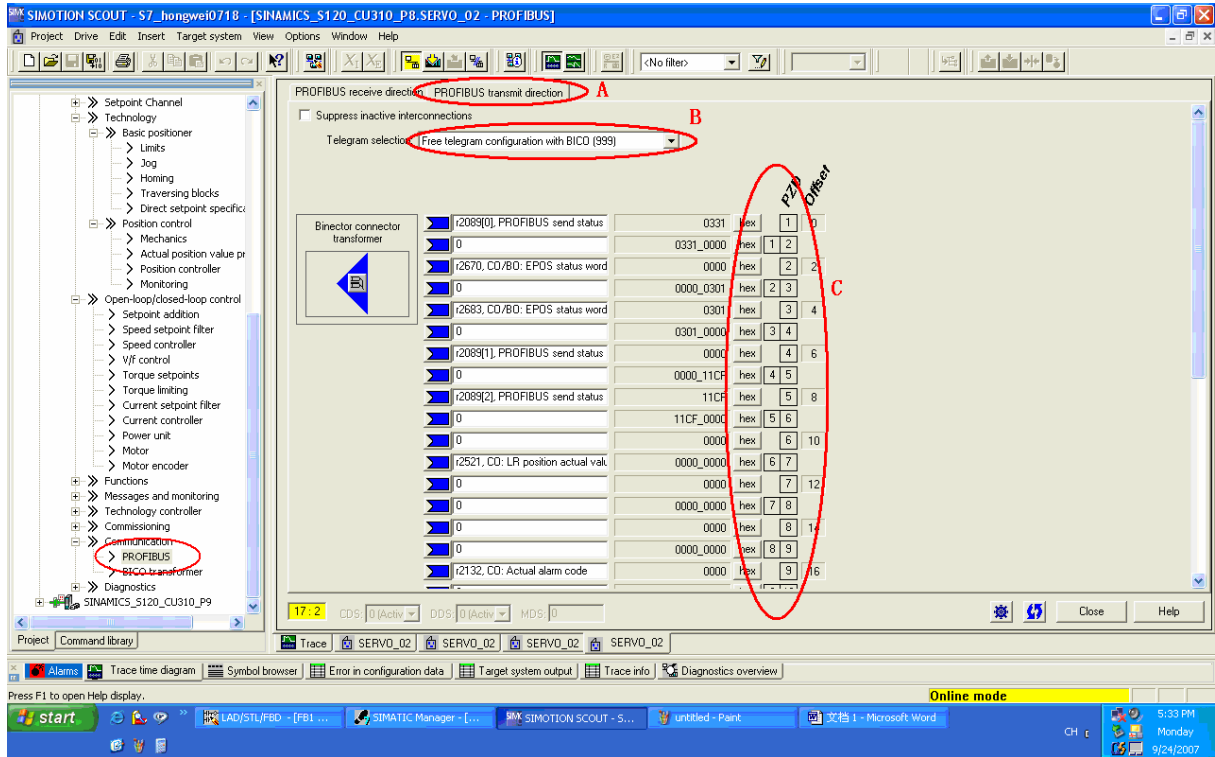 SIMOTION SCOUT - S7_hongwei0718 - [SINAMICS_S120_CU310_P8.SERVO_02 - PROFIBUS]
Project Drive Edit Insert Target system View Options Window Help
<No filter>
Setpoint Channel
Technology
Basic positioner
Limits
Jog
Homing
Traversing blocks
Direct setpoint specifica
Position control
Mechanics
Actual position value pr
Position controller
Monitoring
Open-loop/closed-loop control
Setpoint addition
Speed setpoint filter
Speed controller
V/f control
Torque setpoints
Torque limiting
Current setpoint filter
Current controller
Power unit
Motor
Motor encoder
Functions
Messages and monitoring
Technology controller
Commissioning
Communication
PROFIBUS
BICO transformer
Diagnostics
SINAMICS_S120_CU310_P9
Project Command library
PROFIBUS receive direction PROFIBUS transmit direction A
Suppress inactive interconnections
B
Telegram selection Free telegram configuration with BICO (999)
PZD Offset
Binector connector
transformer
r2089[0], PROFIBUS send status 0331 hex 1 0
0 0331_0000 hex 1 2
r2670, CO/BO: EPOS status word 0000 hex 2 2
0 0000_0301 hex 2 3
C
r2683, CO/BO: EPOS status word 0301 hex 3 4
0 0301_0000 hex 3 4
r2089[1], PROFIBUS send status 0000 hex 4 6
0 0000_11CF hex 4 5
r2089[2], PROFIBUS send status 11CF hex 5 8
0 11CF_0000 hex 5 6
0 0000 hex 6 10
r2521, CO: LR position actual valu 0000_0000 hex 6 7
0 0000 hex 7 12
0 0000_0000 hex 7 8
0 0000 hex 8 14
0 0000_0000 hex 8 9
r2132, CO: Actual alarm code 0000 hex 9 16
17 : 2 CDS: 0 (Activ DDS: 0 (Activ MDS: 0 Close Help
Trace SERVO_02 SERVO_02 SERVO_02 SERVO_02
Alarms Trace time diagram Symbol browser Error in configuration data Target system output Trace info Diagnostics overview
Press F1 to open Help display. Online mode
start LAD/STL/FBD - [FB1 ... SIMATIC Manager - [... SIMOTION SCOUT - S... untitled - Paint 文档 1 - Microsoft Word
CH
5:33 PM
Monday
9/24/2007